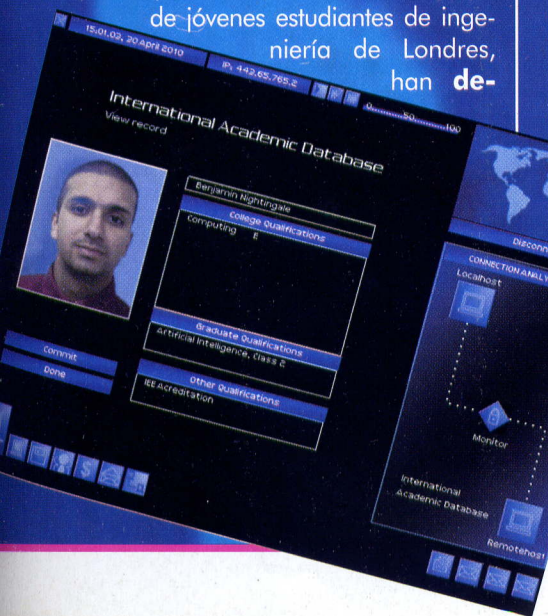 de jóvenes estudiantes de inge-
niería de Londres,
han de-
15:01.02, 20 April 2010
IP: 442.65.765.2
0............50............100
International Academic Database
View record
Benjamin Nightingale
College Qualifications
Computing E
Graduate Qualifications
Artificial Intelligence, Class 2
Other Qualifications
IEE Acreditation
Commit
Done
Disconn
CONNECTION ANALY
Localhost
Monitor
International
Academic Database
Remotehost